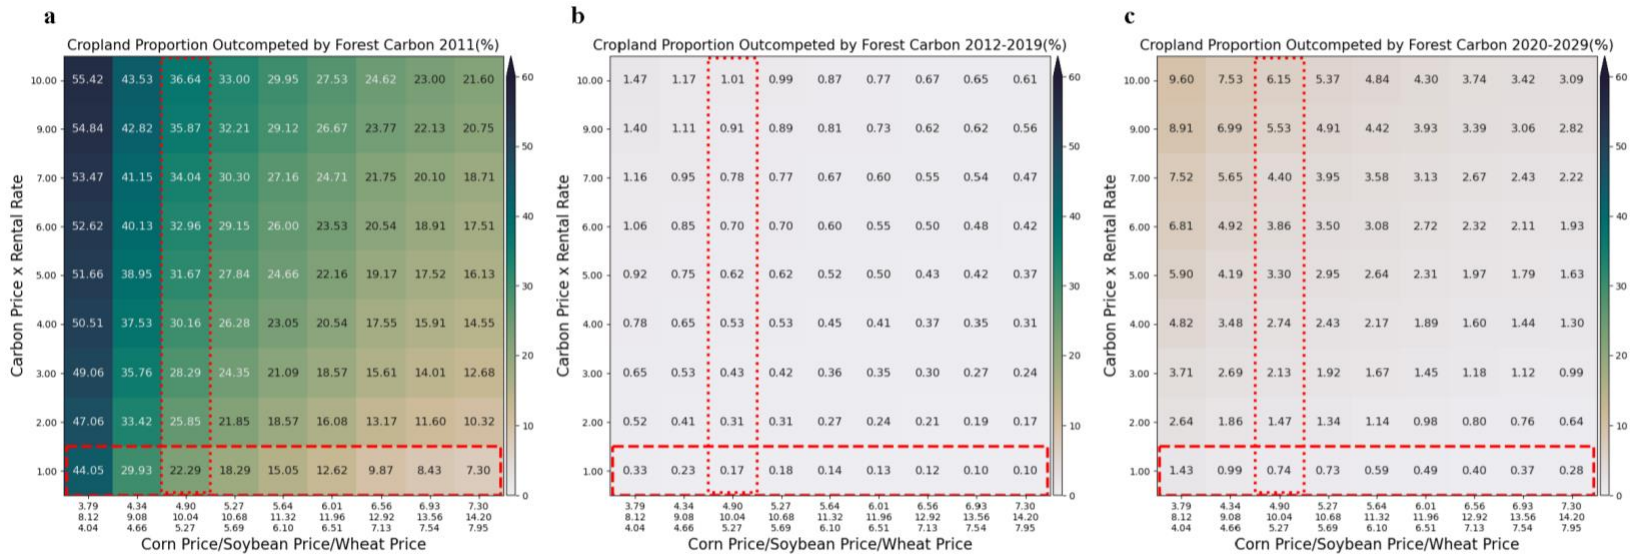 a
Cropland Proportion Outcompeted by Forest Carbon 2011(%)
Carbon Price x Rental Rate
10.00 55.42 43.53 36.64 33.00 29.95 27.53 24.62 23.00 21.60
9.00 54.84 42.82 35.87 32.21 29.12 26.67 23.77 22.13 20.75
7.00 53.47 41.15 34.04 30.30 27.16 24.71 21.75 20.10 18.71
6.00 52.62 40.13 32.96 29.15 26.00 23.53 20.54 18.91 17.51
5.00 51.66 38.95 31.67 27.84 24.66 22.16 19.17 17.52 16.13
4.00 50.51 37.53 30.16 26.28 23.05 20.54 17.55 15.91 14.55
3.00 49.06 35.76 28.29 24.35 21.09 18.57 15.61 14.01 12.68
2.00 47.06 33.42 25.85 21.85 18.57 16.08 13.17 11.60 10.32
1.00 44.05 29.93 22.29 18.29 15.05 12.62 9.87 8.43 7.30
3.79 4.34 4.90 5.27 5.64 6.01 6.56 6.93 7.30
8.12 9.08 10.04 10.68 11.32 11.96 12.92 13.56 14.20
4.04 4.66 5.27 5.69 6.10 6.51 7.13 7.54 7.95
Corn Price/Soybean Price/Wheat Price
60
50
40
30
20
10
0
b
Cropland Proportion Outcompeted by Forest Carbon 2012-2019(%)
Carbon Price x Rental Rate
10.00 1.47 1.17 1.01 0.99 0.87 0.77 0.67 0.65 0.61
9.00 1.40 1.11 0.91 0.89 0.81 0.73 0.62 0.62 0.56
7.00 1.16 0.95 0.78 0.77 0.67 0.60 0.55 0.54 0.47
6.00 1.06 0.85 0.70 0.70 0.60 0.55 0.50 0.48 0.42
5.00 0.92 0.75 0.62 0.62 0.52 0.50 0.43 0.42 0.37
4.00 0.78 0.65 0.53 0.53 0.45 0.41 0.37 0.35 0.31
3.00 0.65 0.53 0.43 0.42 0.36 0.35 0.30 0.27 0.24
2.00 0.52 0.41 0.31 0.31 0.27 0.24 0.21 0.19 0.17
1.00 0.33 0.23 0.17 0.18 0.14 0.13 0.12 0.10 0.10
3.79 4.34 4.90 5.27 5.64 6.01 6.56 6.93 7.30
8.12 9.08 10.04 10.68 11.32 11.96 12.92 13.56 14.20
4.04 4.66 5.27 5.69 6.10 6.51 7.13 7.54 7.95
Corn Price/Soybean Price/Wheat Price
60
50
40
30
20
10
0
c
Cropland Proportion Outcompeted by Forest Carbon 2020-2029(%)
Carbon Price x Rental Rate
10.00 9.60 7.53 6.15 5.37 4.84 4.30 3.74 3.42 3.09
9.00 8.91 6.99 5.53 4.91 4.42 3.93 3.39 3.06 2.82
7.00 7.52 5.65 4.40 3.95 3.58 3.13 2.67 2.43 2.22
6.00 6.81 4.92 3.86 3.50 3.08 2.72 2.32 2.11 1.93
5.00 5.90 4.19 3.30 2.95 2.64 2.31 1.97 1.79 1.63
4.00 4.82 3.48 2.74 2.43 2.17 1.89 1.60 1.44 1.30
3.00 3.71 2.69 2.13 1.92 1.67 1.45 1.18 1.12 0.99
2.00 2.64 1.86 1.47 1.34 1.14 0.98 0.80 0.76 0.64
1.00 1.43 0.99 0.74 0.73 0.59 0.49 0.40 0.37 0.28
3.79 4.34 4.90 5.27 5.64 6.01 6.56 6.93 7.30
8.12 9.08 10.04 10.68 11.32 11.96 12.92 13.56 14.20
4.04 4.66 5.27 5.69 6.10 6.51 7.13 7.54 7.95
Corn Price/Soybean Price/Wheat Price
60
50
40
30
20
10
0